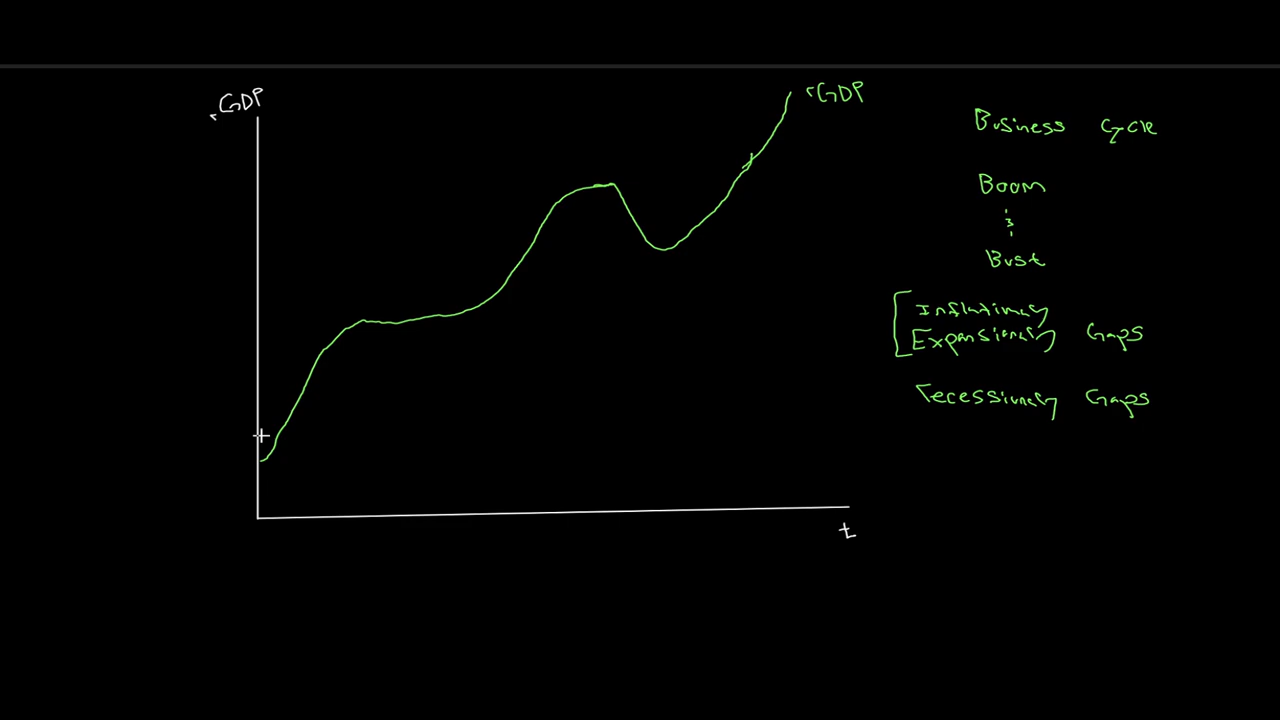 rGDP
rGDP
t
Business Cycle
Boom
&
Bust
Inflationary
Expansionary Gaps
recessionary Gaps